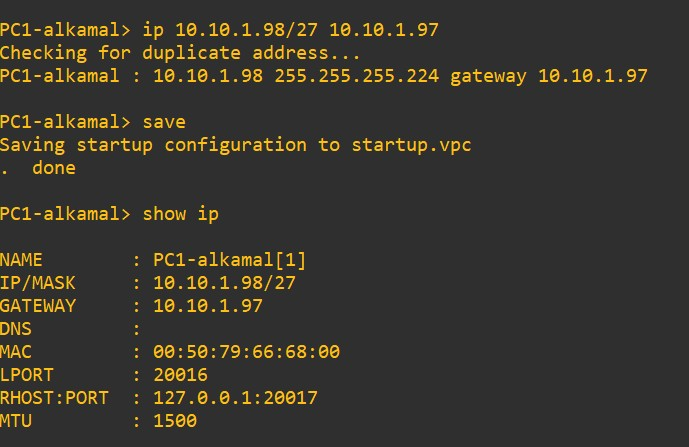 PC1-alkamal> ip 10.10.1.98/27 10.10.1.97
Checking for duplicate address...
PC1-alkamal : 10.10.1.98 255.255.255.224 gateway 10.10.1.97
PC1-alkamal> save
Saving startup configuration to startup.vpc
.  done
PC1-alkamal> show ip
NAME        : PC1-alkamal[1]
IP/MASK     : 10.10.1.98/27
GATEWAY     : 10.10.1.97
DNS         :
MAC         : 00:50:79:66:68:00
LPORT       : 20016
RHOST:PORT  : 127.0.0.1:20017
MTU         : 1500